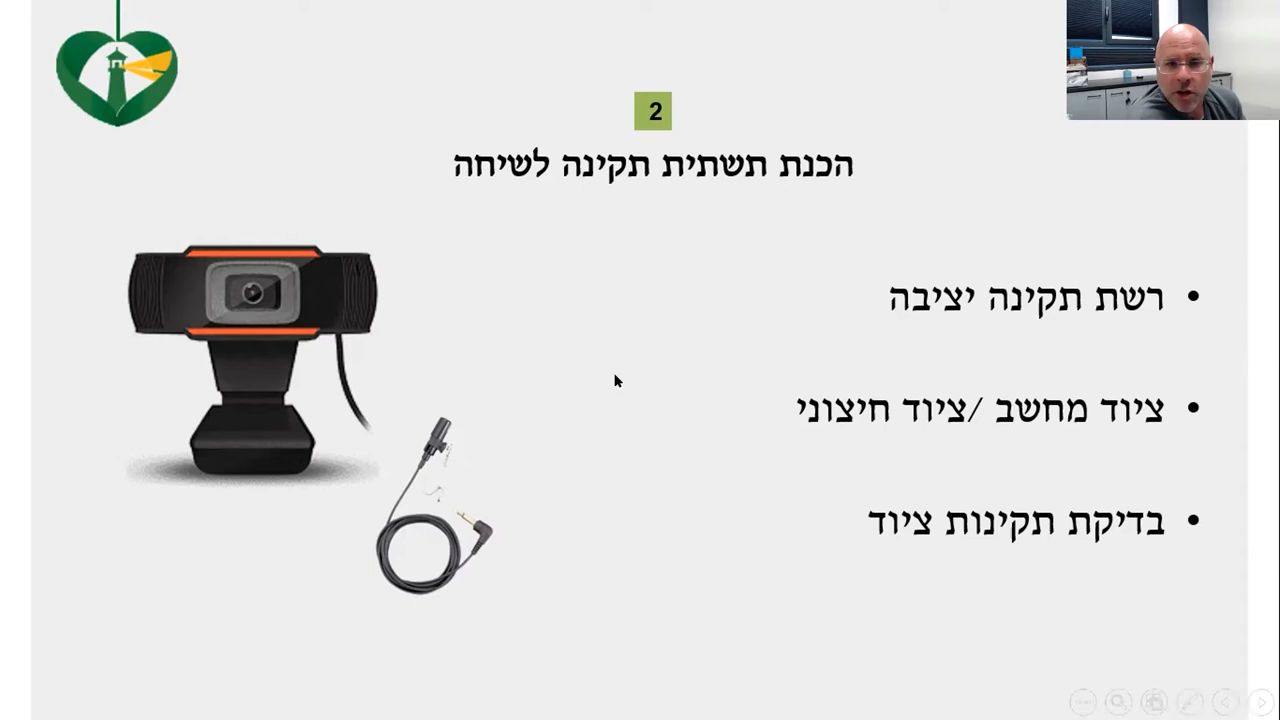 2
הכנת תשתית תקינה לשיחה
• רשת תקינה יציבה
• ציוד מחשב /ציוד חיצוני
• בדיקת תקינות ציוד